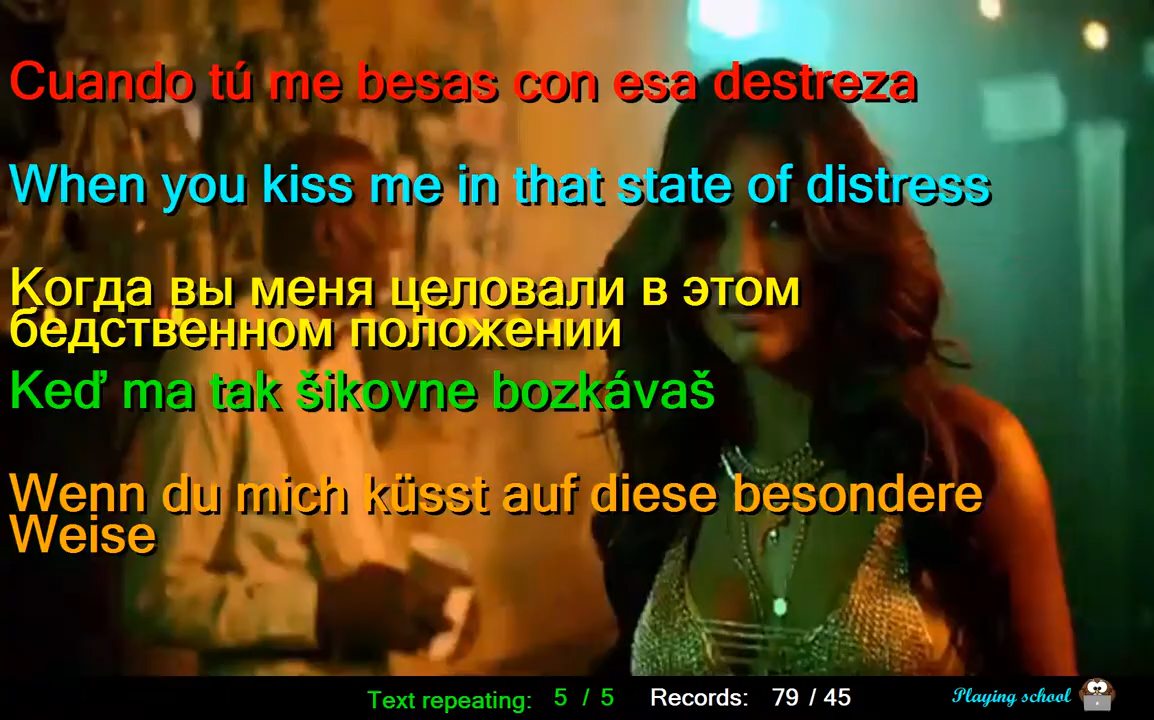 Cuando tú me besas con esa destreza
When you kiss me in that state of distress
Когда вы меня целовали в этом
бедственном положении
Keď ma tak šikovne bozkávaš
Wenn du mich küsst auf diese besondere
Weise
Text repeating: 5 / 5 Records: 79 / 45 Playing school